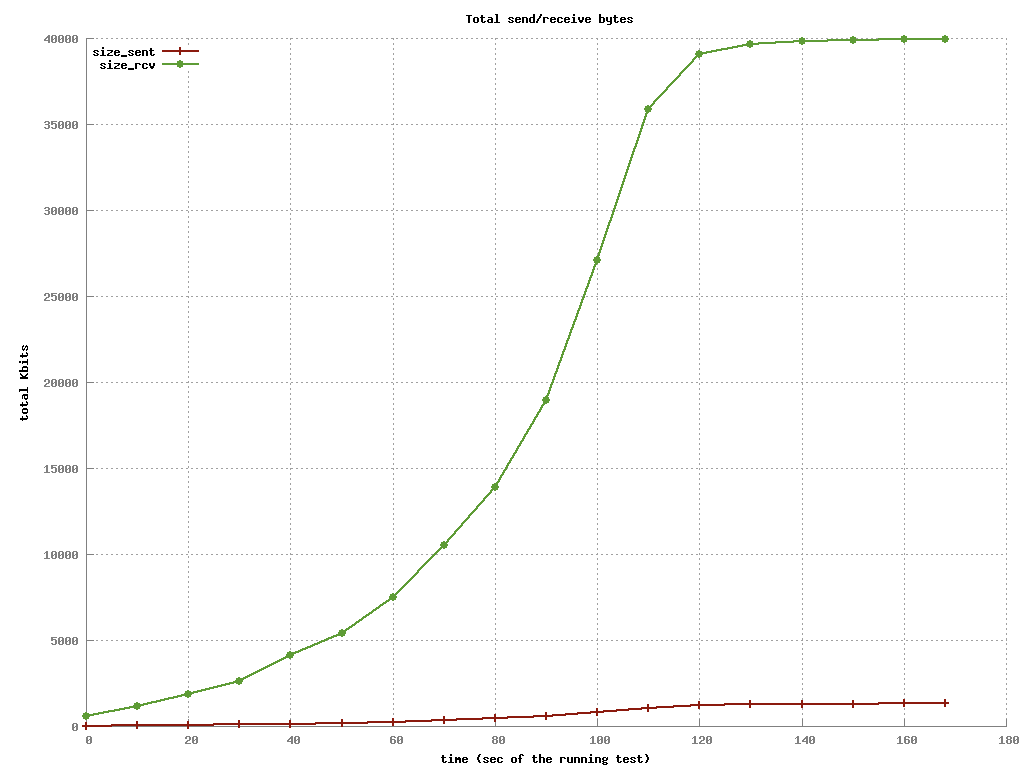 Total send/receive bytes
size_sent
size_rcv
40000
35000
30000
25000
20000
15000
10000
5000
0
total Kbits
0 20 40 60 80 100 120 140 160 180
time (sec of the running test)